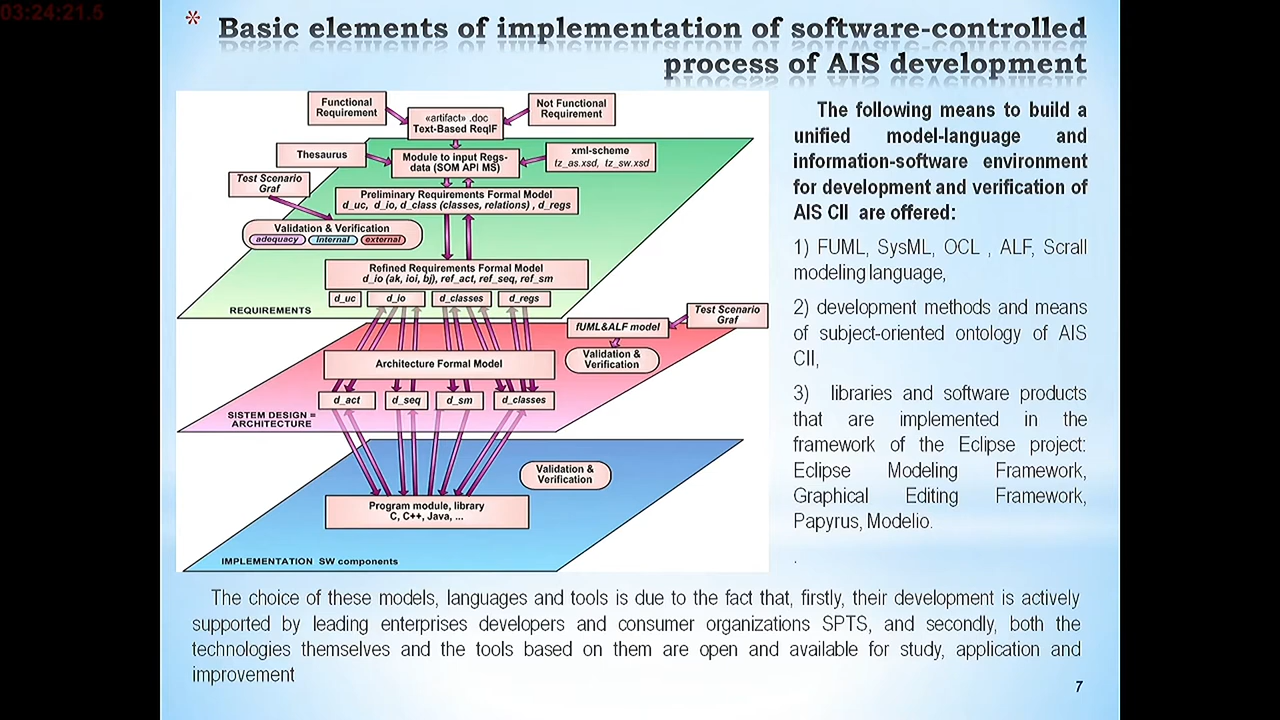 03:24:21.5
* Basic elements of implementation of software-controlled
process of AIS development
Functional
Requirement
«artifact» .doc
Text-Based ReqIF
Not Functional
Requirement
Thesaurus
Module to input Regs-
data (SOM API MS)
xml-scheme
tz_as.xsd, tz_sw.xsd
Test Scenario
Graf
Preliminary Requirements Formal Model
d_uc, d_io, d_class (classes, relations) , d_regs
Validation & Verification
adequacy internal external
Refined Requirements Formal Model
d_io (ak, ioi, bj), ref_act, ref_seq, ref_sm
d_uc d_io d_classes d_regs
REQUIREMENTS
Test Scenario
Graf
fUML&ALF model
Validation &
Verification
Architecture Formal Model
d_act d_seq d_sm d_classes
SISTEM DESIGN =
ARCHITECTURE
Validation &
Verification
Program module, library
C, C++, Java, ...
IMPLEMENTATION SW components
The following means to build a
unified model-language and
information-software environment
for development and verification of
AIS CII are offered:
1) FUML, SysML, OCL , ALF, Scrall
modeling language,
2) development methods and means
of subject-oriented ontology of AIS
CII,
3) libraries and software products
that are implemented in the
framework of the Eclipse project:
Eclipse Modeling Framework,
Graphical Editing Framework,
Papyrus, Modelio.
.
The choice of these models, languages and tools is due to the fact that, firstly, their development is actively
supported by leading enterprises developers and consumer organizations SPTS, and secondly, both the
technologies themselves and the tools based on them are open and available for study, application and
improvement
7